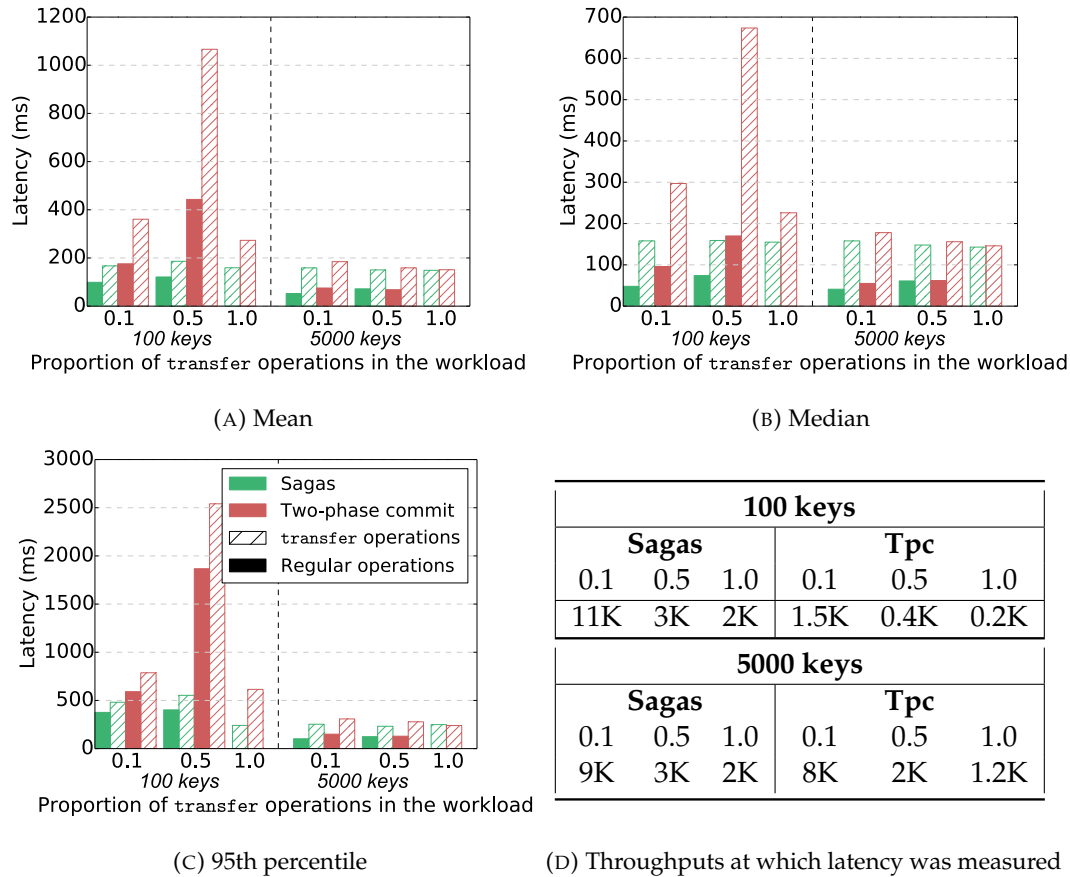 1200
1000
800
600
400
200
0
Latency (ms)
0.1 0.5 1.0 0.1 0.5 1.0
100 keys 5000 keys
Proportion of transfer operations in the workload
(A) Mean
700
600
500
400
300
200
100
0
Latency (ms)
0.1 0.5 1.0 0.1 0.5 1.0
100 keys 5000 keys
Proportion of transfer operations in the workload
(B) Median
3000
2500
2000
1500
1000
500
0
Latency (ms)
Sagas
Two-phase commit
transfer operations
Regular operations
0.1 0.5 1.0 0.1 0.5 1.0
100 keys 5000 keys
Proportion of transfer operations in the workload
(C) 95th percentile
100 keys
Sagas Tpc
0.1 0.5 1.0 0.1 0.5 1.0
11K 3K 2K 1.5K 0.4K 0.2K
5000 keys
Sagas Tpc
0.1 0.5 1.0 0.1 0.5 1.0
9K 3K 2K 8K 2K 1.2K
(D) Throughputs at which latency was measured